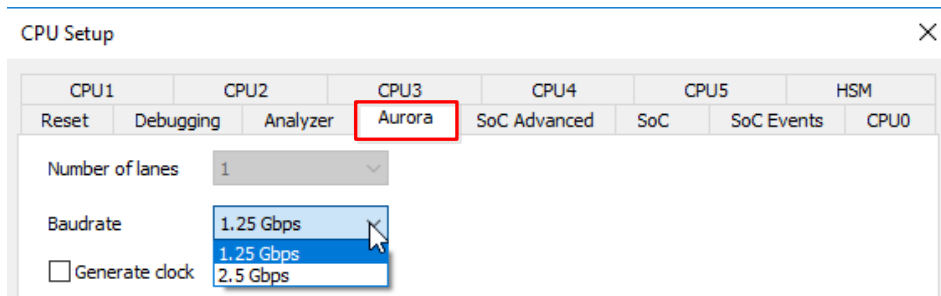 CPU Setup
CPU1 CPU2 CPU3 CPU4 CPU5 HSM
Reset Debugging Analyzer Aurora SoC Advanced SoC SoC Events CPU0
Number of lanes 1
Baudrate 1.25 Gbps
1.25 Gbps
Generate clock 2.5 Gbps